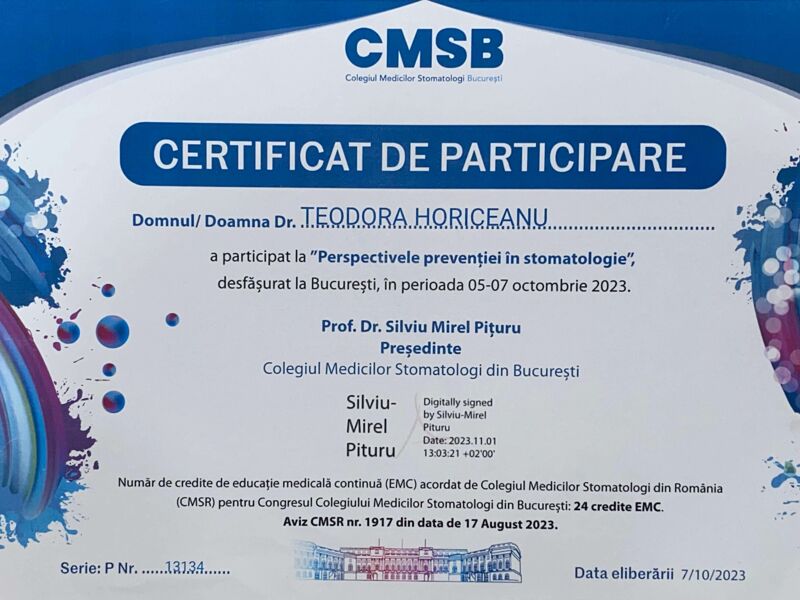 CMSB
Colegiul Medicilor Stomatologi București
CERTIFICAT DE PARTICIPARE
Domnul/ Doamna Dr. TEODORA HORICEANU
a participat la ”Perspectivele prevenției în stomatologie”,
desfășurat la București, în perioada 05-07 octombrie 2023.
Prof. Dr. Silviu Mirel Pițuru
Președinte
Colegiul Medicilor Stomatologi din București
Silviu-
Mirel
Pituru
Digitally signed
by Silviu-Mirel
Pituru
Date: 2023.11.01
13:03:21 +02'00'
Număr de credite de educație medicală continuă (EMC) acordat de Colegiul Medicilor Stomatologi din România
(CMSR) pentru Congresul Colegiului Medicilor Stomatologi din București: 24 credite EMC.
Aviz CMSR nr. 1917 din data de 17 August 2023.
Serie: P Nr. ......13134......
Data eliberării 7/10/2023